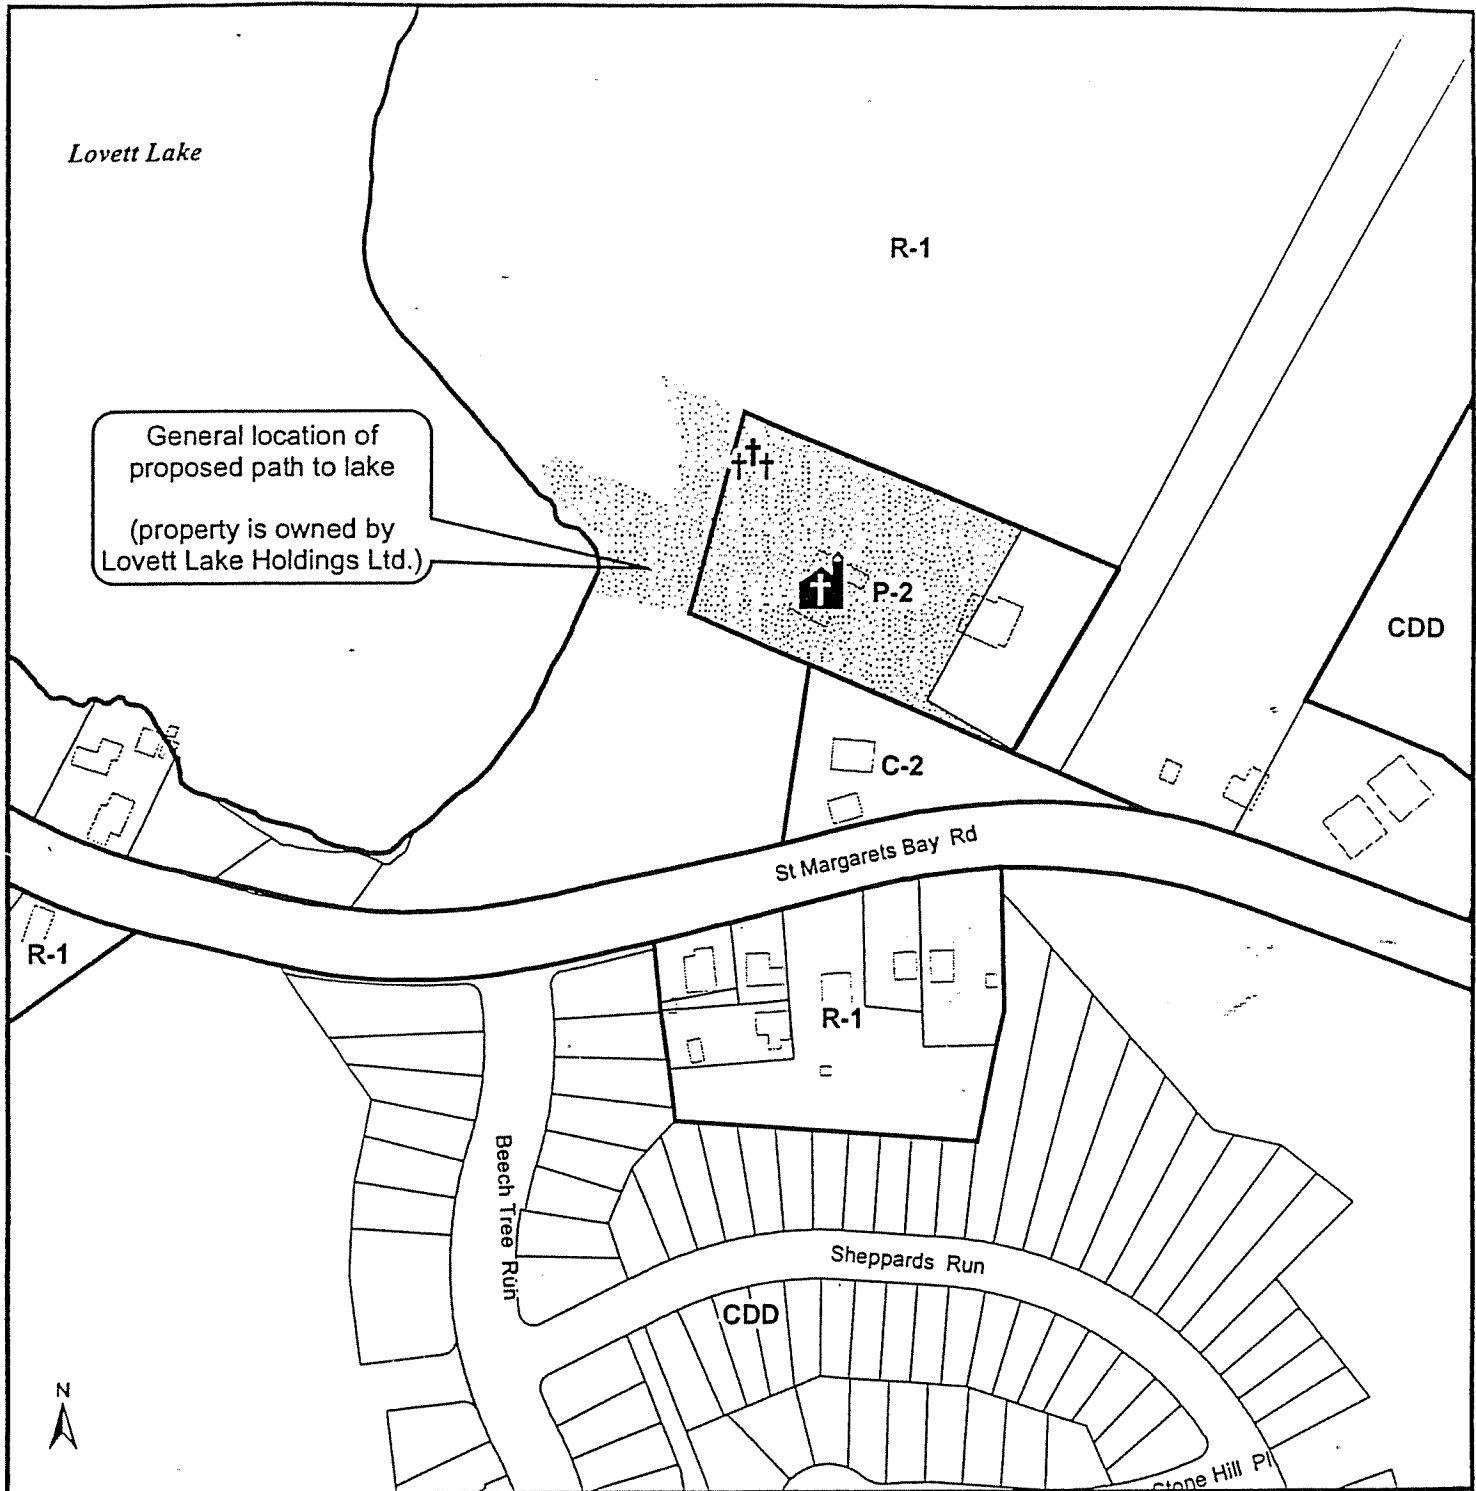 Lovett Lake
R-1
General location of
proposed path to lake
(property is owned by
Lovett Lake Holdings Ltd.)
P-2
CDD
C-2
St Margarets Bay Rd
R-1
R-1
Beech Tree Run
Sheppards Run
CDD
N
Stone Hill Pl